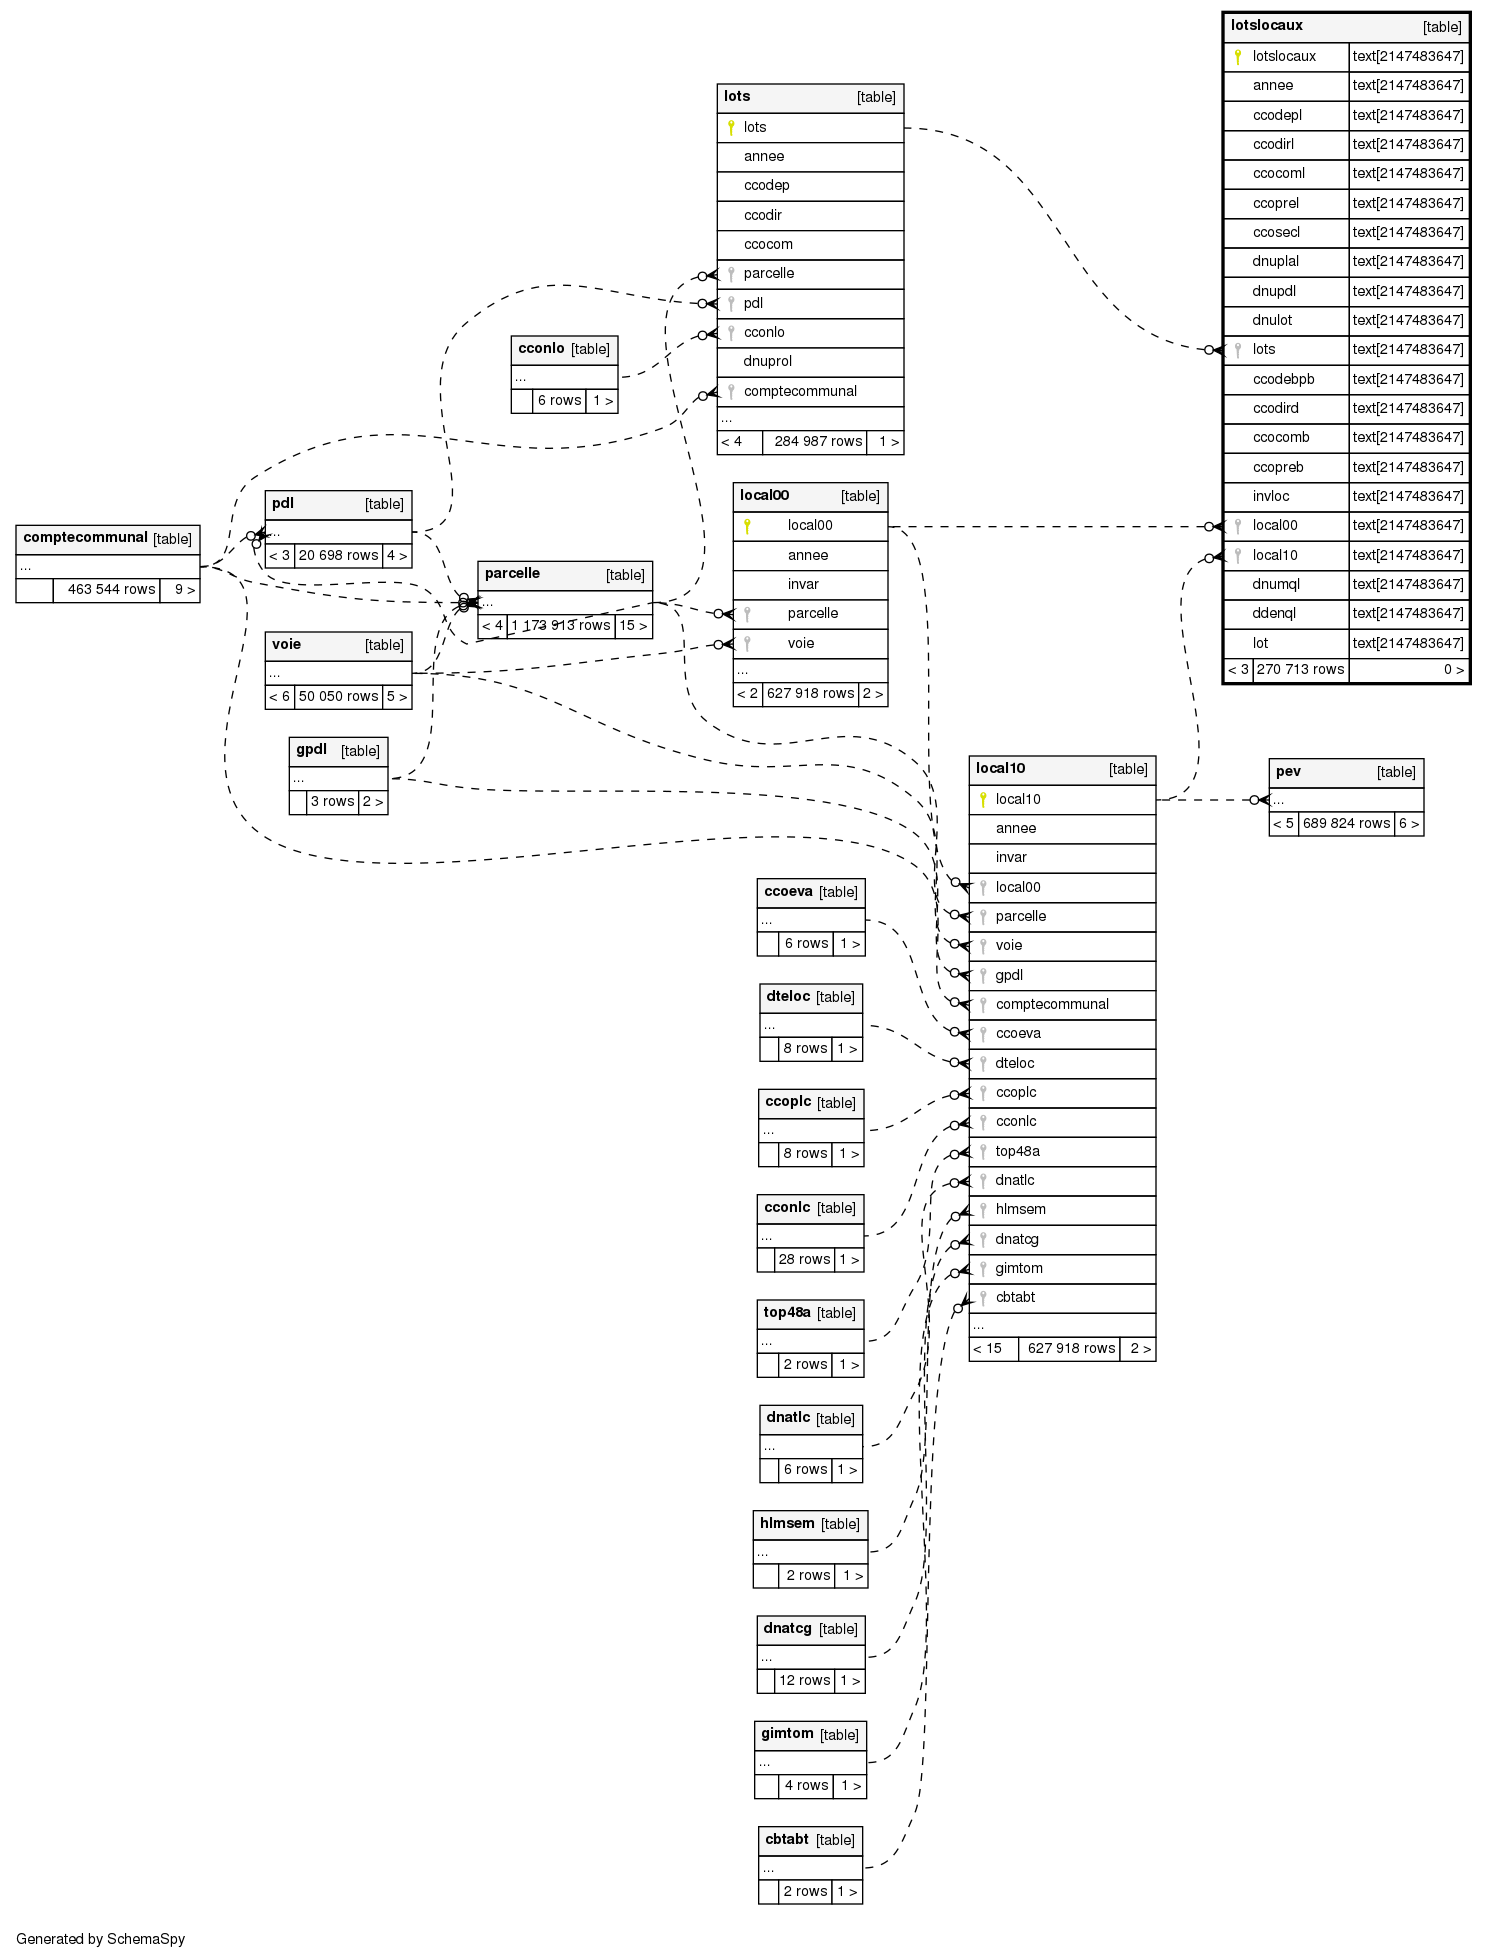 lotslocaux [table]
lotslocaux text[2147483647]
annee text[2147483647]
ccodepl text[2147483647]
ccodirl text[2147483647]
ccocoml text[2147483647]
ccoprel text[2147483647]
ccosecl text[2147483647]
dnuplal text[2147483647]
dnupdl text[2147483647]
dnulot text[2147483647]
lots text[2147483647]
ccodebpb text[2147483647]
ccodird text[2147483647]
ccocomb text[2147483647]
ccopreb text[2147483647]
invloc text[2147483647]
local00 text[2147483647]
local10 text[2147483647]
dnumql text[2147483647]
ddenql text[2147483647]
lot text[2147483647]
< 3 270 713 rows 0 >
lots [table]
lots
annee
ccodep
ccodir
ccocom
parcelle
pdl
cconlo
dnuprol
comptecommunal
...
< 4 284 987 rows 1 >
cconlo [table]
...
6 rows 1 >
pdl [table]
...
< 3 20 698 rows 4 >
comptecommunal [table]
...
463 544 rows 9 >
parcelle [table]
...
< 4 1 173 913 rows 15 >
local00 [table]
local00
annee
invar
parcelle
voie
...
< 2 627 918 rows 2 >
voie [table]
...
< 6 50 050 rows 5 >
gpdl [table]
...
3 rows 2 >
local10 [table]
local10
annee
invar
local00
parcelle
voie
gpdl
comptecommunal
ccoeva
dteloc
ccoplc
cconlc
top48a
dnatlc
hlmsem
dnatcg
gimtom
cbtabt
...
< 15 627 918 rows 2 >
pev [table]
...
< 5 689 824 rows 6 >
ccoeva [table]
...
6 rows 1 >
dteloc [table]
...
8 rows 1 >
ccoplc [table]
...
8 rows 1 >
cconlc [table]
...
28 rows 1 >
top48a [table]
...
2 rows 1 >
dnatlc [table]
...
6 rows 1 >
hlmsem [table]
...
2 rows 1 >
dnatcg [table]
...
12 rows 1 >
gimtom [table]
...
4 rows 1 >
cbtabt [table]
...
2 rows 1 >
Generated by SchemaSpy